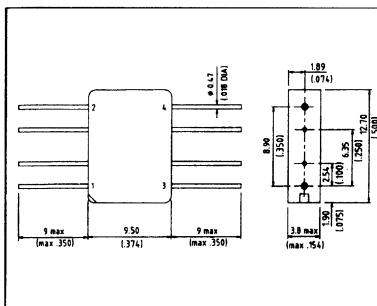 2
4
1
3
ø 0.47
(.018 DIA)
9 max
(max .350)
9.50
(.374)
9 max
(max .350)
1.89
(.074)
8.90
(.350)
2.54
(.100)
6.35
(.250)
12.70
(.500)
3.8 max
(max .154)
1.90
(.075)